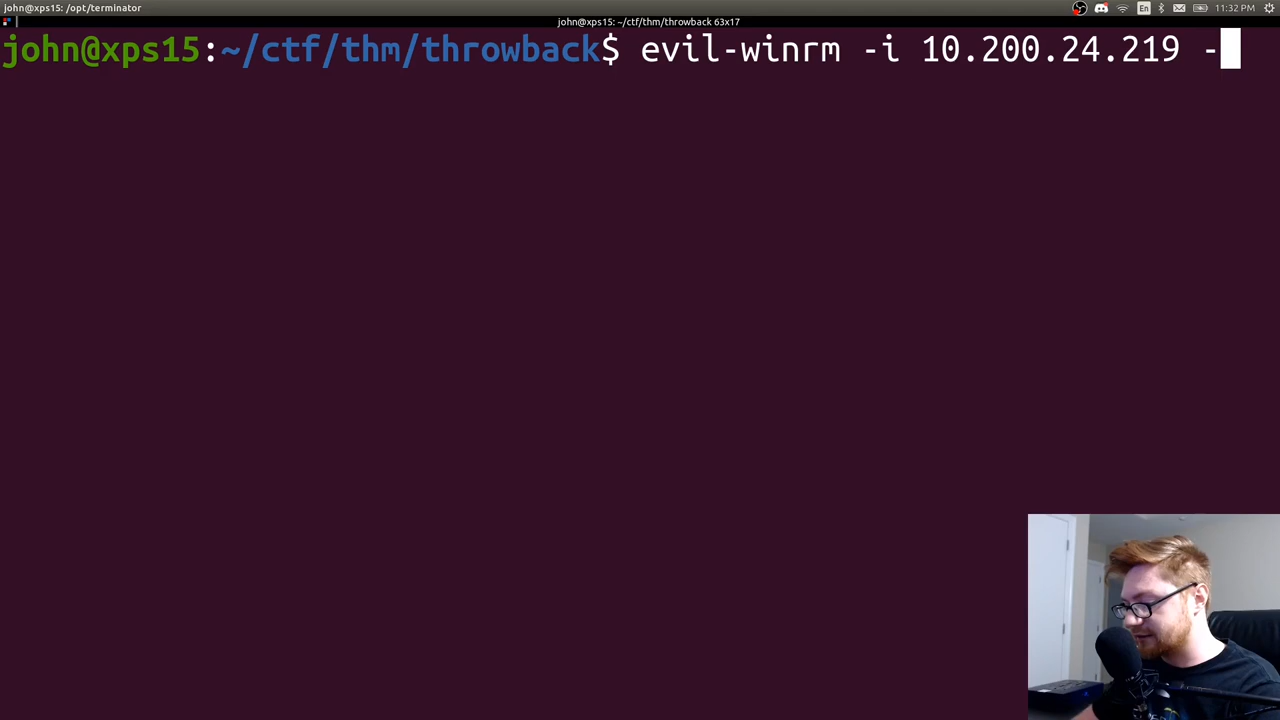 john@xps15: /opt/terminator
En
11:32 PM
john@xps15: ~/ctf/thm/throwback 63x17
john@xps15:~/ctf/thm/throwback$ evil-winrm -i 10.200.24.219 -